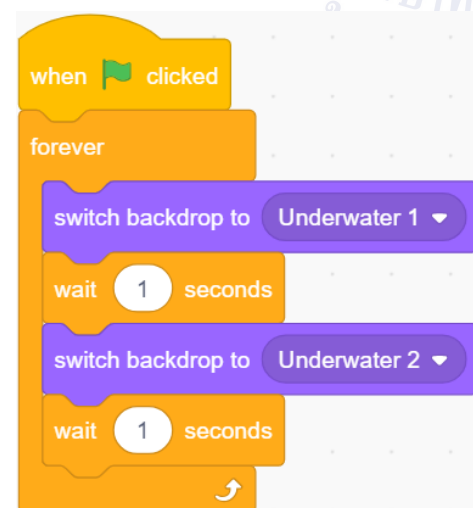 when clicked
forever
switch backdrop to Underwater 1
wait 1 seconds
switch backdrop to Underwater 2
wait 1 seconds